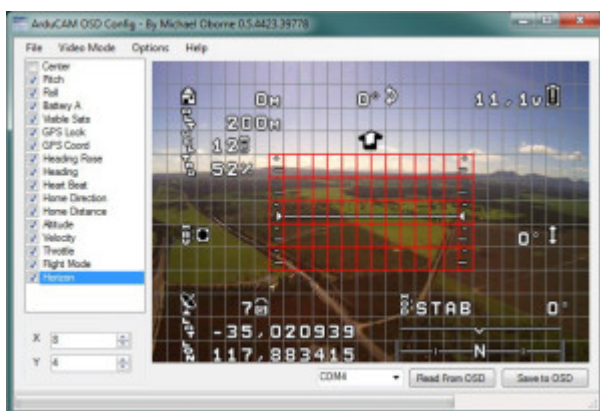 ArduCAM OSD Config - By Michael Oborne 0.5.4423.39778
File Video Mode Options Help
Center
Pitch
Roll
Battery A
Visible Sats
GPS Lock
GPS Coord
Heading Rose
Heading
Heart Beat
Home Direction
Home Distance
Altitude
Velocity
Throttle
Flight Mode
Horizon
X 8
Y 4
0M 0° 11,1V
200M
12
52%
0°
7 STAB 0°
-35,020939
117,883415 N
COM4 Read From OSD Save to OSD